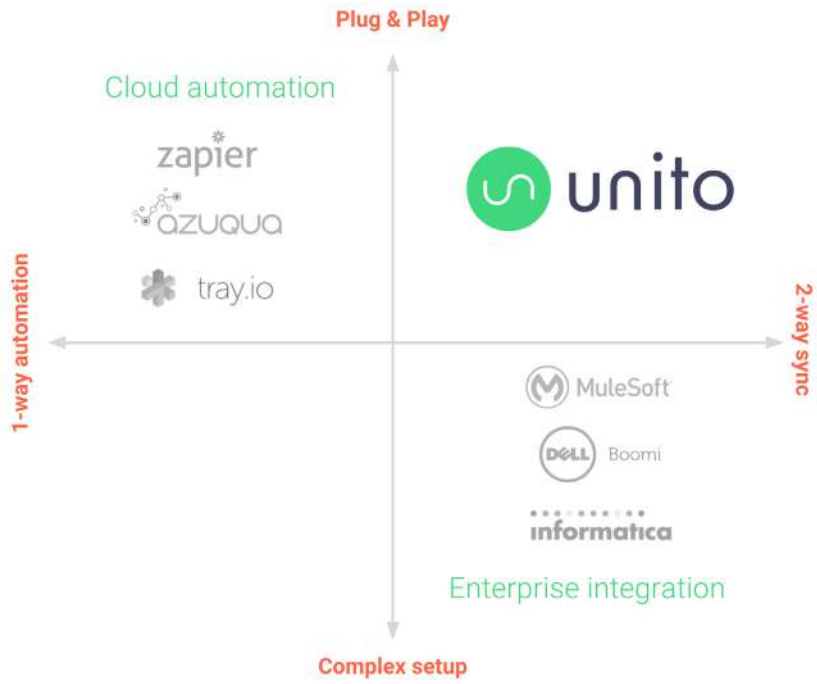 Plug & Play
Cloud automation
zapier
azuqua
tray.io
unito
1-way automation
2-way sync
MuleSoft
DELL Boomi
informatica
Enterprise integration
Complex setup